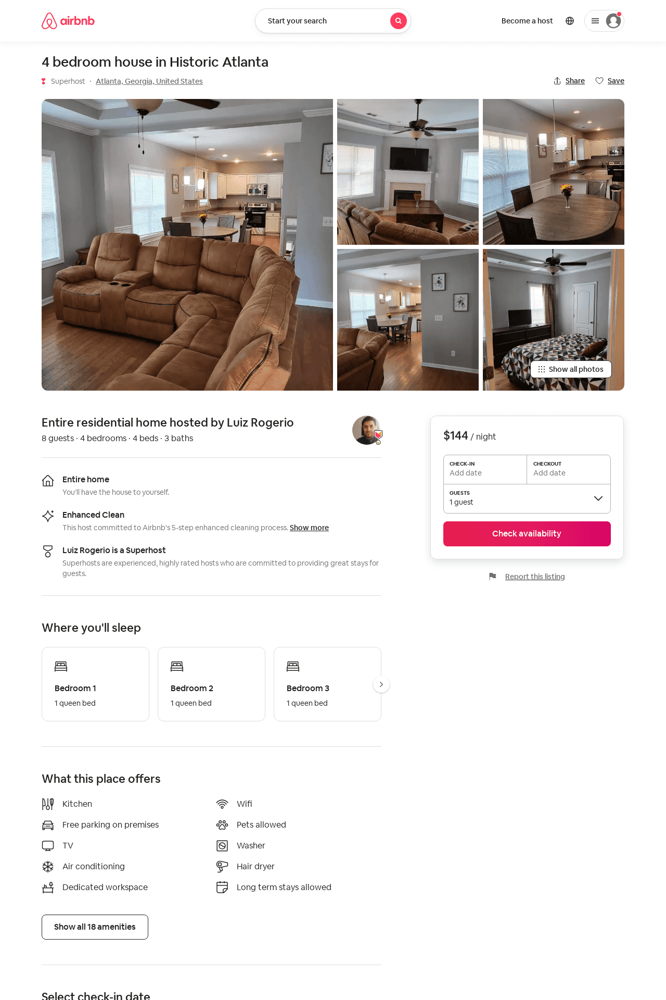 airbnb
Start your search
Become a host
4 bedroom house in Historic Atlanta
Superhost · Atlanta, Georgia, United States
Share
Save
Show all photos
Entire residential home hosted by Luiz Rogerio
8 guests · 4 bedrooms · 4 beds · 3 baths
Entire home
You’ll have the house to yourself.
Enhanced Clean
This host committed to Airbnb's 5-step enhanced cleaning process. Show more
Luiz Rogerio is a Superhost
Superhosts are experienced, highly rated hosts who are committed to providing great stays for
guests.
$144 / night
CHECK-IN
Add date
CHECKOUT
Add date
GUESTS
1 guest
Check availability
Report this listing
Where you'll sleep
Bedroom 1
1 queen bed
Bedroom 2
1 queen bed
Bedroom 3
1 queen bed
What this place offers
Kitchen
Wifi
Free parking on premises
Pets allowed
TV
Washer
Air conditioning
Hair dryer
Dedicated workspace
Long term stays allowed
Show all 18 amenities
Select check-in date